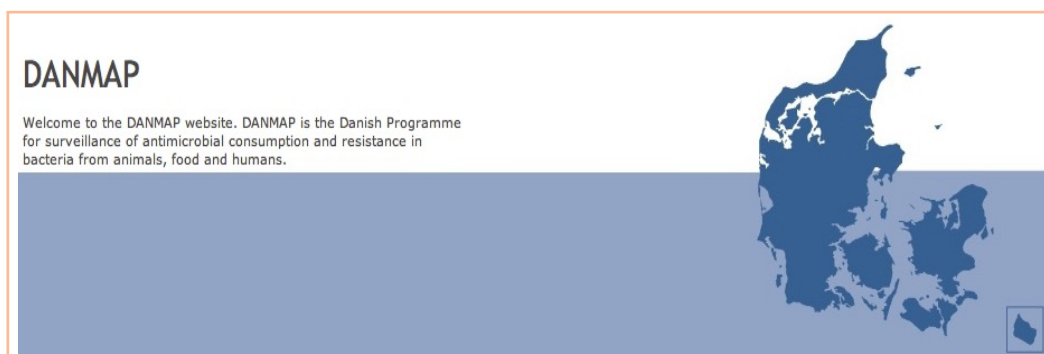 DANMAP
Welcome to the DANMAP website. DANMAP is the Danish Programme
for surveillance of antimicrobial consumption and resistance in
bacteria from animals, food and humans.